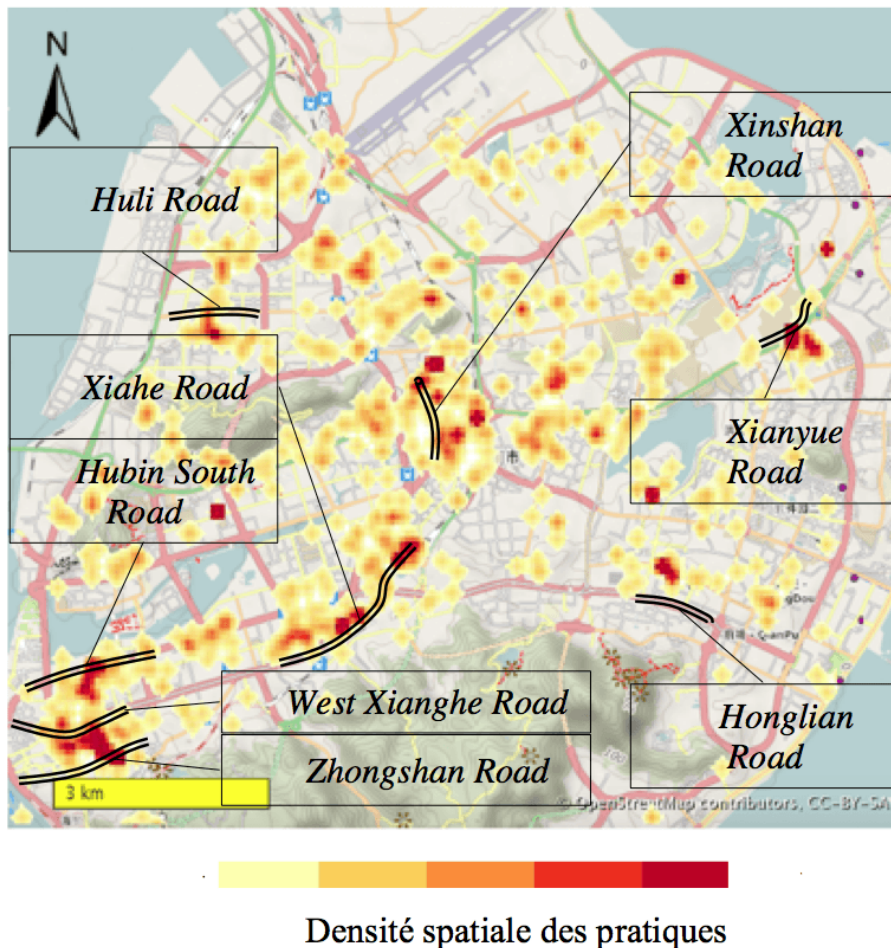 N
Xinshan
Road
Huli Road
Xiahe Road
Hubin South
Road
Xianyue
Road
市
West Xianghe Road
Zhongshan Road
Honglian
Road
3 km
© OpenStreetMap contributors, CC-BY-SA
Densité spatiale des pratiques